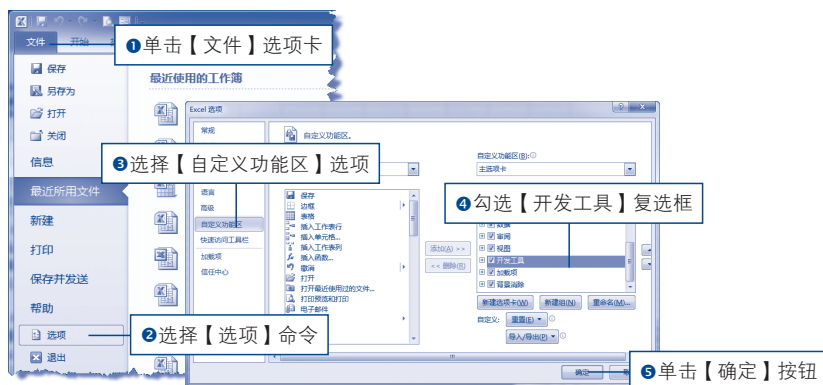 文件
开始
❶单击【文件】选项卡
保存
另存为
打开
关闭
信息
最近所用文件
新建
打印
保存并发送
帮助
选项
退出
❷选择【选项】命令
最近使用的工作簿
Excel 选项
常规
❸选择【自定义功能区】选项
语言
高级
自定义功能区
快速访问工具栏
加载项
信任中心
自定义功能区。
保存
边框
表格
插入工作表行
插入单元格...
插入工作表列
插入函数...
撤消
打开
打开最近使用过的文件...
打印预览和打印
电子邮件
添加(A) >>
<< 删除(R)
自定义功能区(B):
主选项卡
❹勾选【开发工具】复选框
数据
审阅
视图
开发工具
加载项
背景消除
新建选项卡(W)
新建组(N)
重命名(M)...
自定义:
重置(E)
导入/导出(P)
确定
❺单击【确定】按钮